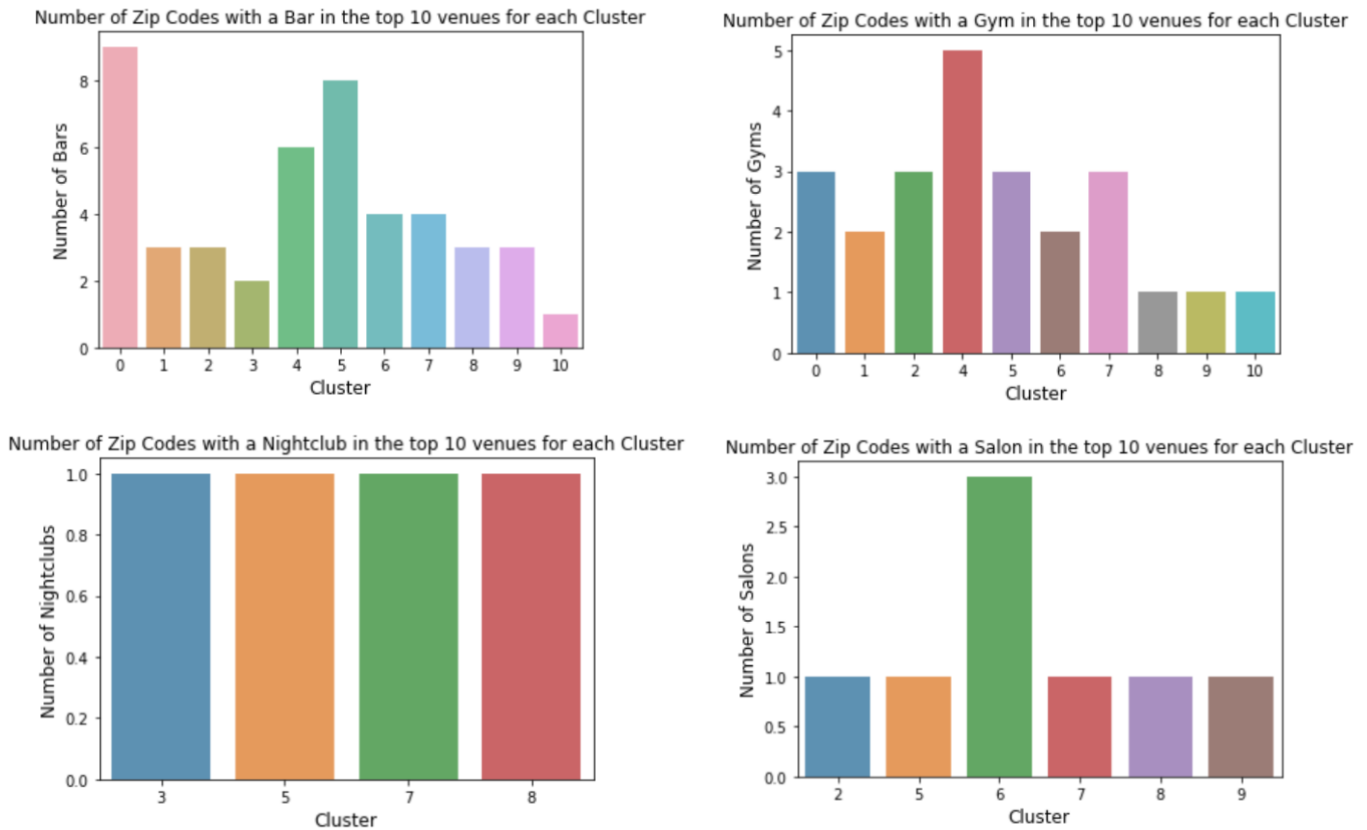 Number of Zip Codes with a Bar in the top 10 venues for each Cluster
8
6
4
2
0
Number of Bars
0 1 2 3 4 5 6 7 8 9 10
Cluster
Number of Zip Codes with a Gym in the top 10 venues for each Cluster
5
4
3
2
1
0
Number of Gyms
0 1 2 4 5 6 7 8 9 10
Cluster
Number of Zip Codes with a Nightclub in the top 10 venues for each Cluster
1.0
0.8
0.6
0.4
0.2
0.0
Number of Nightclubs
3 5 7 8
Cluster
Number of Zip Codes with a Salon in the top 10 venues for each Cluster
3.0
2.5
2.0
1.5
1.0
0.5
0.0
Number of Salons
2 5 6 7 8 9
Cluster